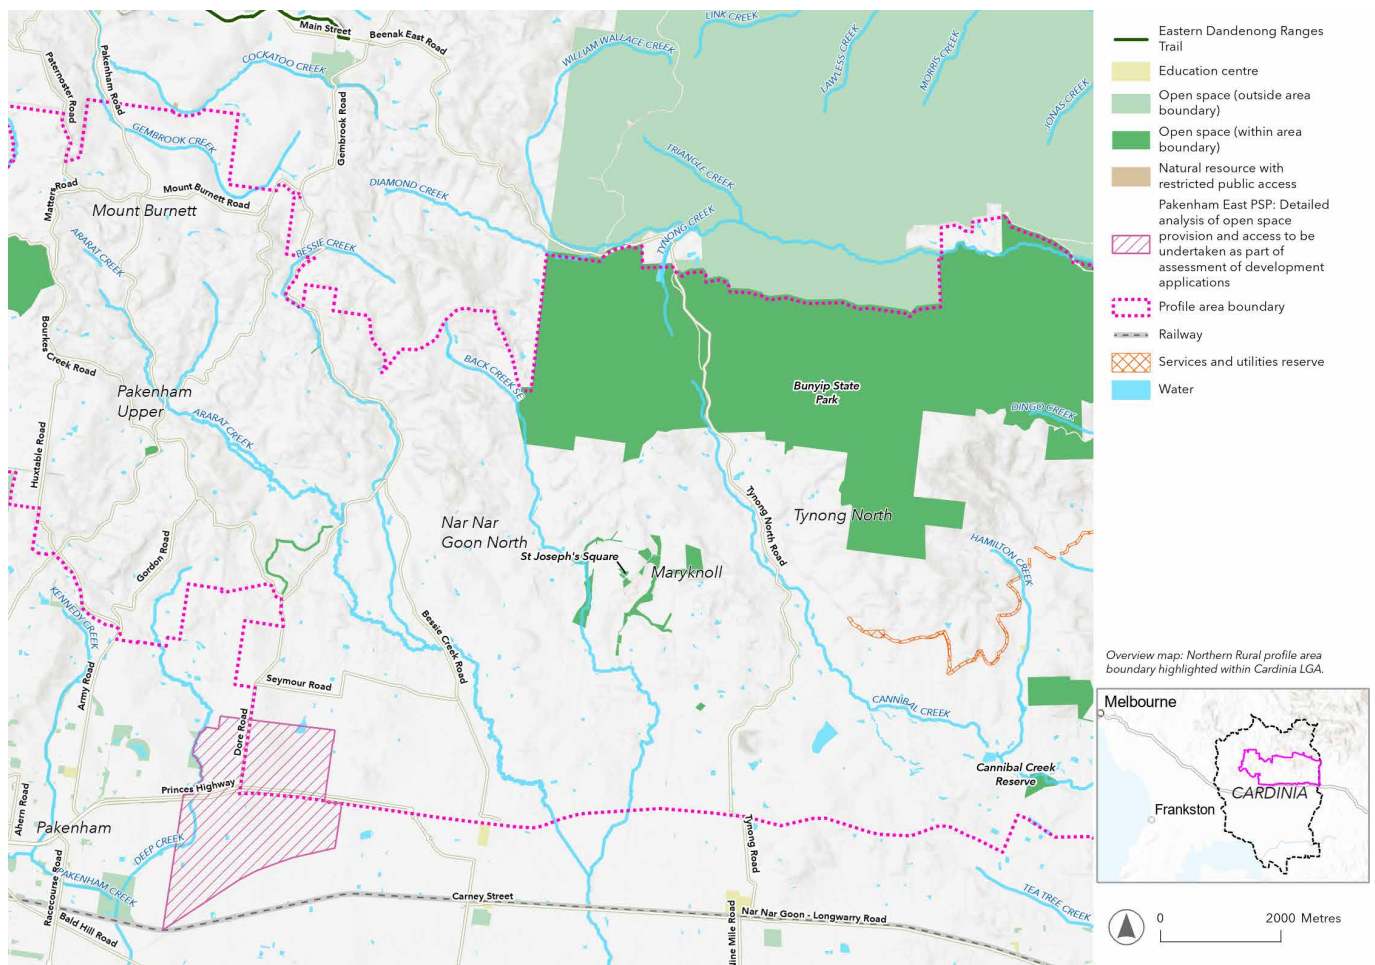 Main Street
Beenak East Road
LINK CREEK
WILLIAM WALLACE CREEK
COCKATOO CREEK
Paternoster Road
Pakenham Road
LAWLESS CREEK
MORRIS CREEK
JONAS CREEK
GEMBROOK CREEK
Gembrook Road
TRIANGLE CREEK
DIAMOND CREEK
Matters Road
Mount Burnett Road
Mount Burnett
TYNONG CREEK
ARARAT CREEK
BESSIE CREEK
Bourkes
Creek Road
BACK CREEK SE
Bunyip State
Park
Pakenham
Upper
ARARAT CREEK
DINGO CREEK
Huxtable Road
Nar Nar
Goon North
Tynong North
Tynong North Road
St Joseph's Square
Maryknoll
HAMILTON CREEK
Gordon Road
KENNEDY CREEK
Bessie Creek Road
Army Road
Seymour Road
CANNIBAL CREEK
Dore Road
Cannibal Creek
Reserve
Princes Highway
Ahern Road
Pakenham
DEEP CREEK
Tynong Road
PAKENHAM CREEK
Racecourse Road
Bald Hill Road
Carney Street
Nine Mile Road
Nar Nar Goon - Longwarry Road
TEA TREE CREEK
Eastern Dandenong Ranges
Trail
Education centre
Open space (outside area
boundary)
Open space (within area
boundary)
Natural resource with
restricted public access
Pakenham East PSP: Detailed
analysis of open space
provision and access to be
undertaken as part of
assessment of development
applications
Profile area boundary
Railway
Services and utilities reserve
Water
Overview map: Northern Rural profile area
boundary highlighted within Cardinia LGA.
Melbourne
CARDINIA
Frankston
0 2000 Metres